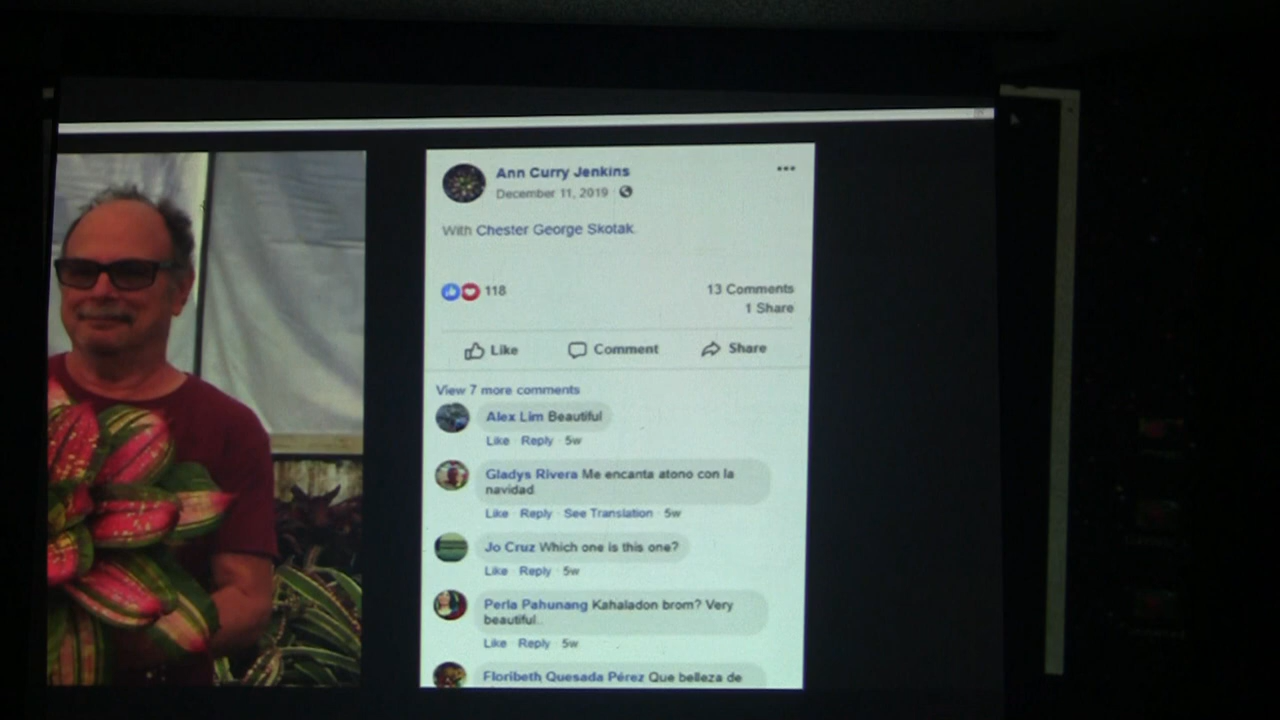 Ann Curry Jenkins
December 11, 2019
With Chester George Skotak.
118
13 Comments
1 Share
Like Comment Share
View 7 more comments
Alex Lim Beautiful
Like · Reply · 5w
Gladys Rivera Me encanta atono con la
navidad
Like · Reply · See Translation · 5w
Jo Cruz Which one is this one?
Like · Reply · 5w
Perla Pahunang Kahaladon brom? Very
beautiful..
Like · Reply · 5w
Floribeth Quesada Pérez Que belleza de